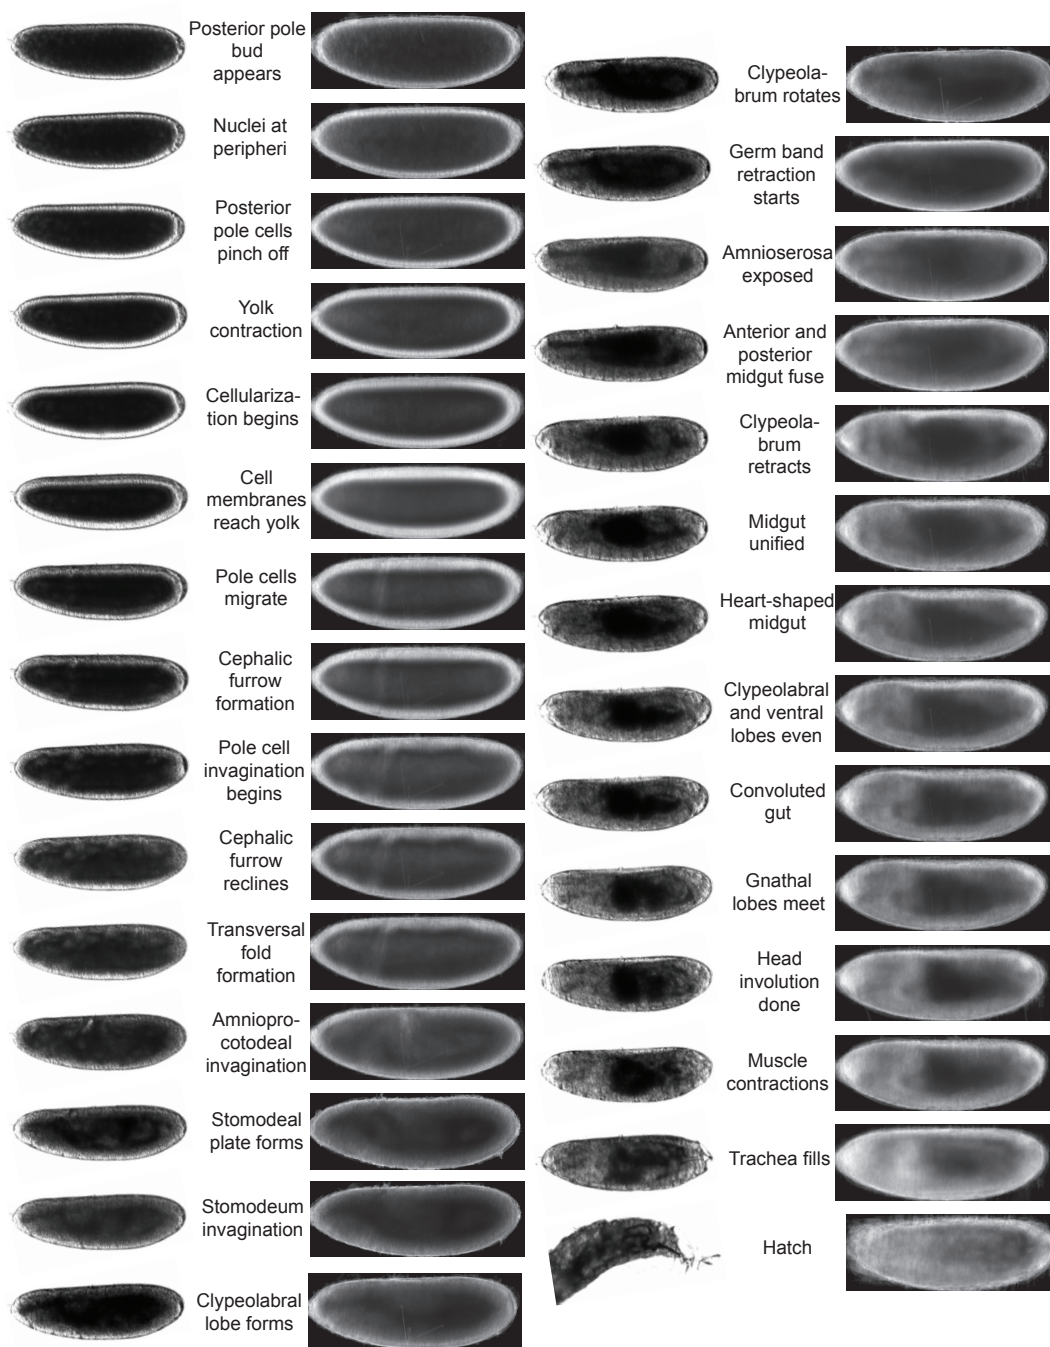 Posterior pole
bud
appears
Nuclei at
peripheri
Posterior
pole cells
pinch off
Yolk
contraction
Cellulariza-
tion begins
Cell
membranes
reach yolk
Pole cells
migrate
Cephalic
furrow
formation
Pole cell
invagination
begins
Cephalic
furrow
reclines
Transversal
fold
formation
Amniopro-
cotodeal
invagination
Stomodeal
plate forms
Stomodeum
invagination
Clypeolabral
lobe forms
Clypeola-
brum rotates
Germ band
retraction
starts
Amnioserosa
exposed
Anterior and
posterior
midgut fuse
Clypeola-
brum
retracts
Midgut
unified
Heart-shaped
midgut
Clypeolabral
and ventral
lobes even
Convoluted
gut
Gnathal
lobes meet
Head
involution
done
Muscle
contractions
Trachea fills
Hatch